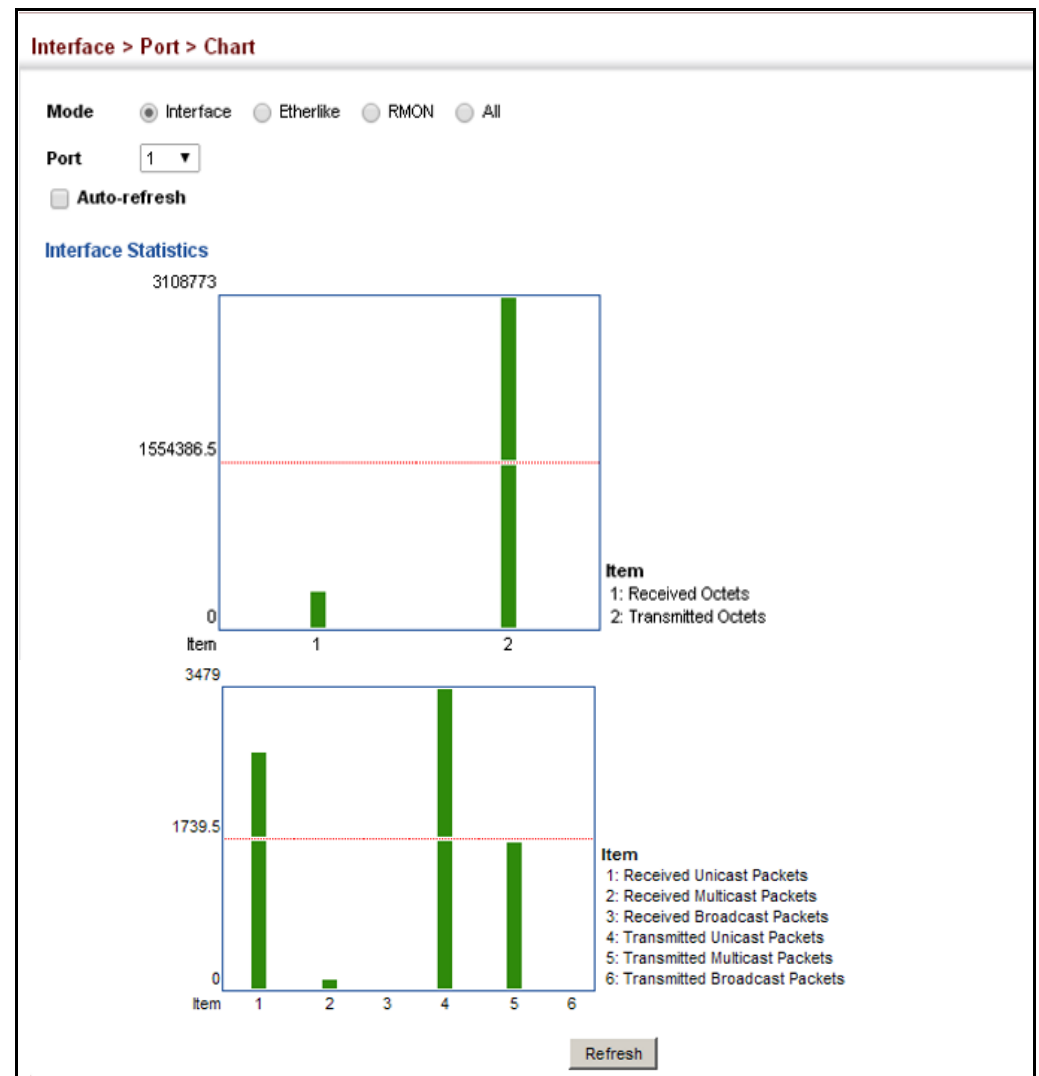 Interface > Port > Chart
Mode Interface Etherlike RMON All
Port 1
Auto-refresh
Interface Statistics
3108773
1554386.5
0
Item 1 2
Item
1: Received Octets
2: Transmitted Octets
3479
1739.5
0
Item 1 2 3 4 5 6
Item
1: Received Unicast Packets
2: Received Multicast Packets
3: Received Broadcast Packets
4: Transmitted Unicast Packets
5: Transmitted Multicast Packets
6: Transmitted Broadcast Packets
Refresh